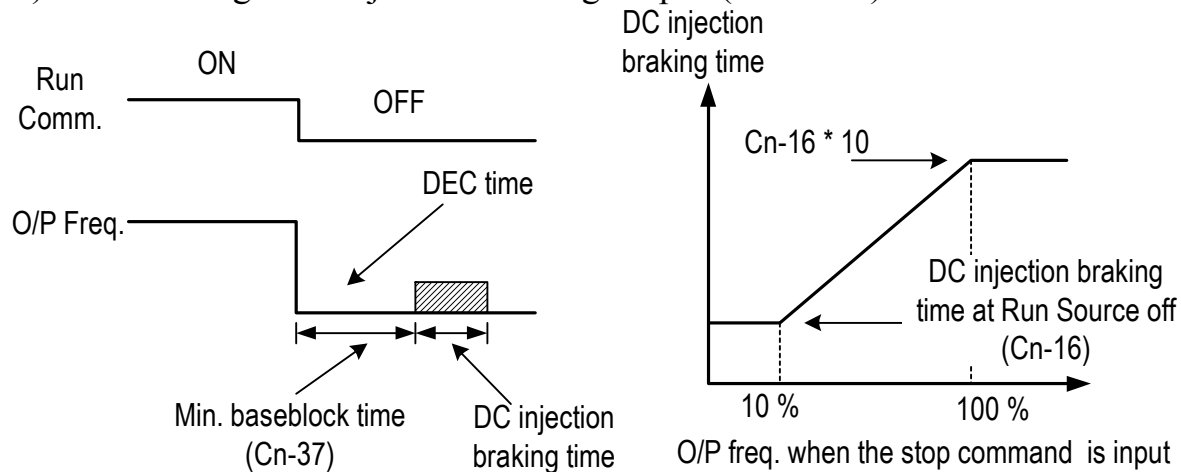 DC injection
braking time
ON
Run
Comm.
OFF
DEC time
O/P Freq.
Min. baseblock time
(Cn-37)
DC injection
braking time
Cn-16 * 10
DC injection braking
time at Run Source off
(Cn-16)
10 %
100 %
O/P freq. when the stop command is input